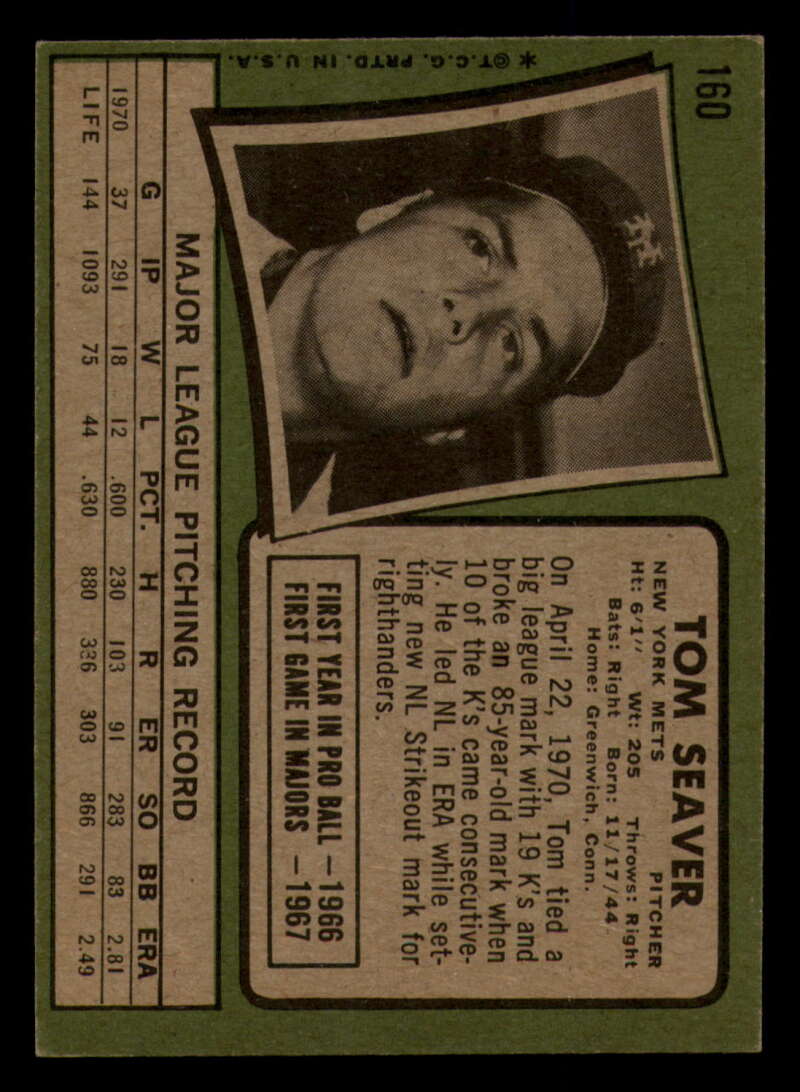 160
* ©T.C.G. PRTD. IN U.S.A.
TOM SEAVER
NEW YORK METS PITCHER
Ht: 6'1" Wt: 205 Throws: Right
Bats: Right Born: 11/17/44
Home: Greenwich, Conn.
On April 22, 1970, Tom tied a
big league mark with 19 K's and
broke an 85-year-old mark when
10 of the K's came consecutive-
ly. He led NL in ERA while set-
ting new NL Strikeout mark for
righthanders.
FIRST YEAR IN PRO BALL —1966
FIRST GAME IN MAJORS —1967
MAJOR LEAGUE PITCHING RECORD
G IP W L PCT. H R ER SO BB ERA
1970 37 291 18 12 .600 230 103 91 283 83 2.81
LIFE 144 1093 75 44 .630 880 336 303 866 291 2.49
NY